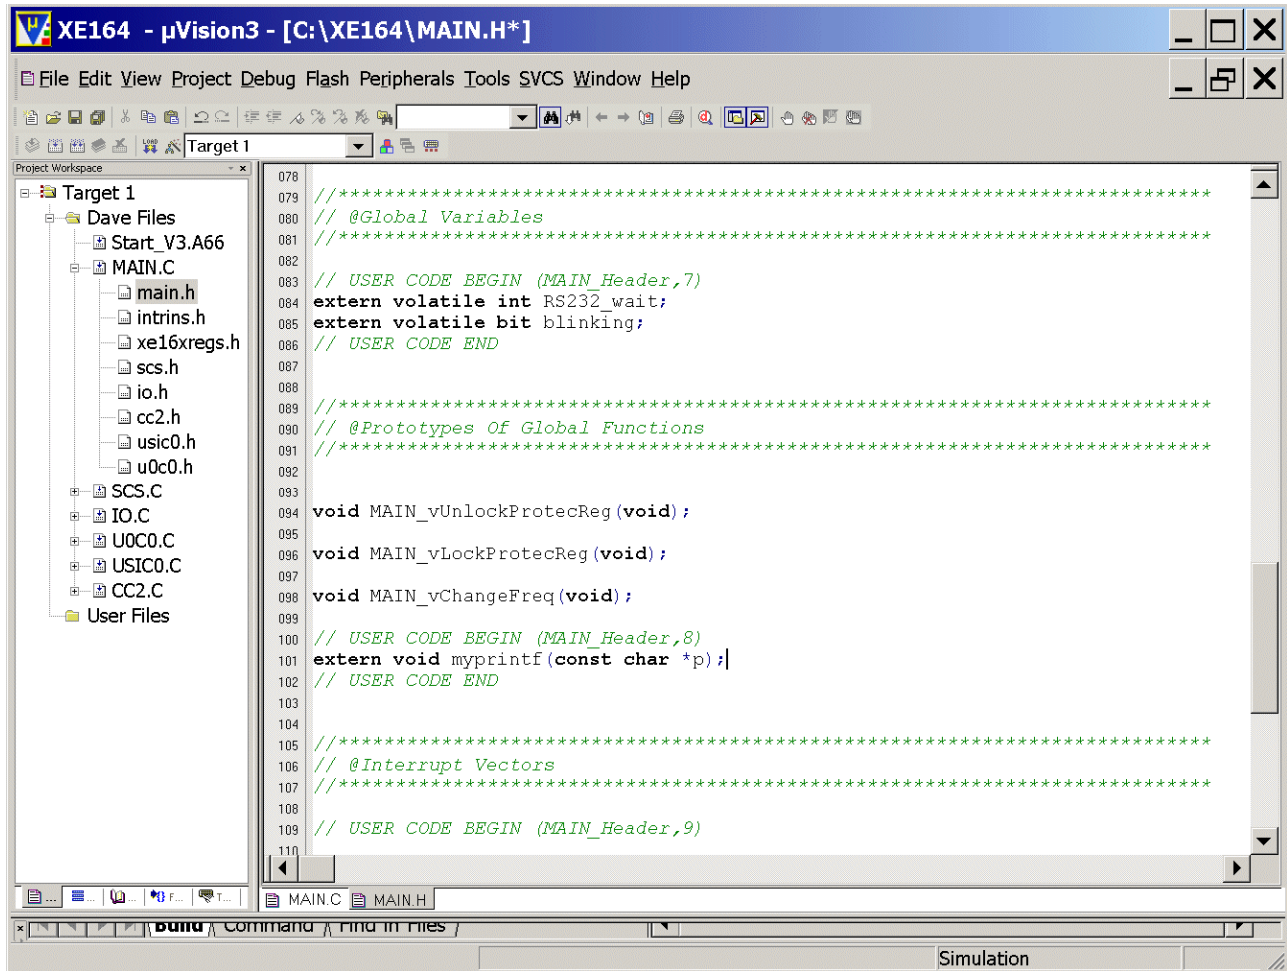 XE164 - µVision3 - [C:\XE164\MAIN.H*]
File Edit View Project Debug Flash Peripherals Tools SVCS Window Help
Target 1
Project Workspace
Target 1
Dave Files
Start_V3.A66
MAIN.C
main.h
intrins.h
xe16xregs.h
scs.h
io.h
cc2.h
usic0.h
u0c0.h
SCS.C
IO.C
U0C0.C
USIC0.C
CC2.C
User Files
078
079 //****************************************************************************
080 // @Global Variables
081 //****************************************************************************
082
083 // USER CODE BEGIN (MAIN_Header,7)
084 extern volatile int RS232_wait;
085 extern volatile bit blinking;
086 // USER CODE END
087
088
089 //****************************************************************************
090 // @Prototypes Of Global Functions
091 //****************************************************************************
092
093
094 void MAIN_vUnlockProtecReg(void);
095
096 void MAIN_vLockProtecReg(void);
097
098 void MAIN_vChangeFreq(void);
099
100 // USER CODE BEGIN (MAIN_Header,8)
101 extern void myprintf(const char *p);
102 // USER CODE END
103
104
105 //****************************************************************************
106 // @Interrupt Vectors
107 //****************************************************************************
108
109 // USER CODE BEGIN (MAIN_Header,9)
110
... ... ... F... T...
MAIN.C MAIN.H
Build Command Find in Files
Simulation